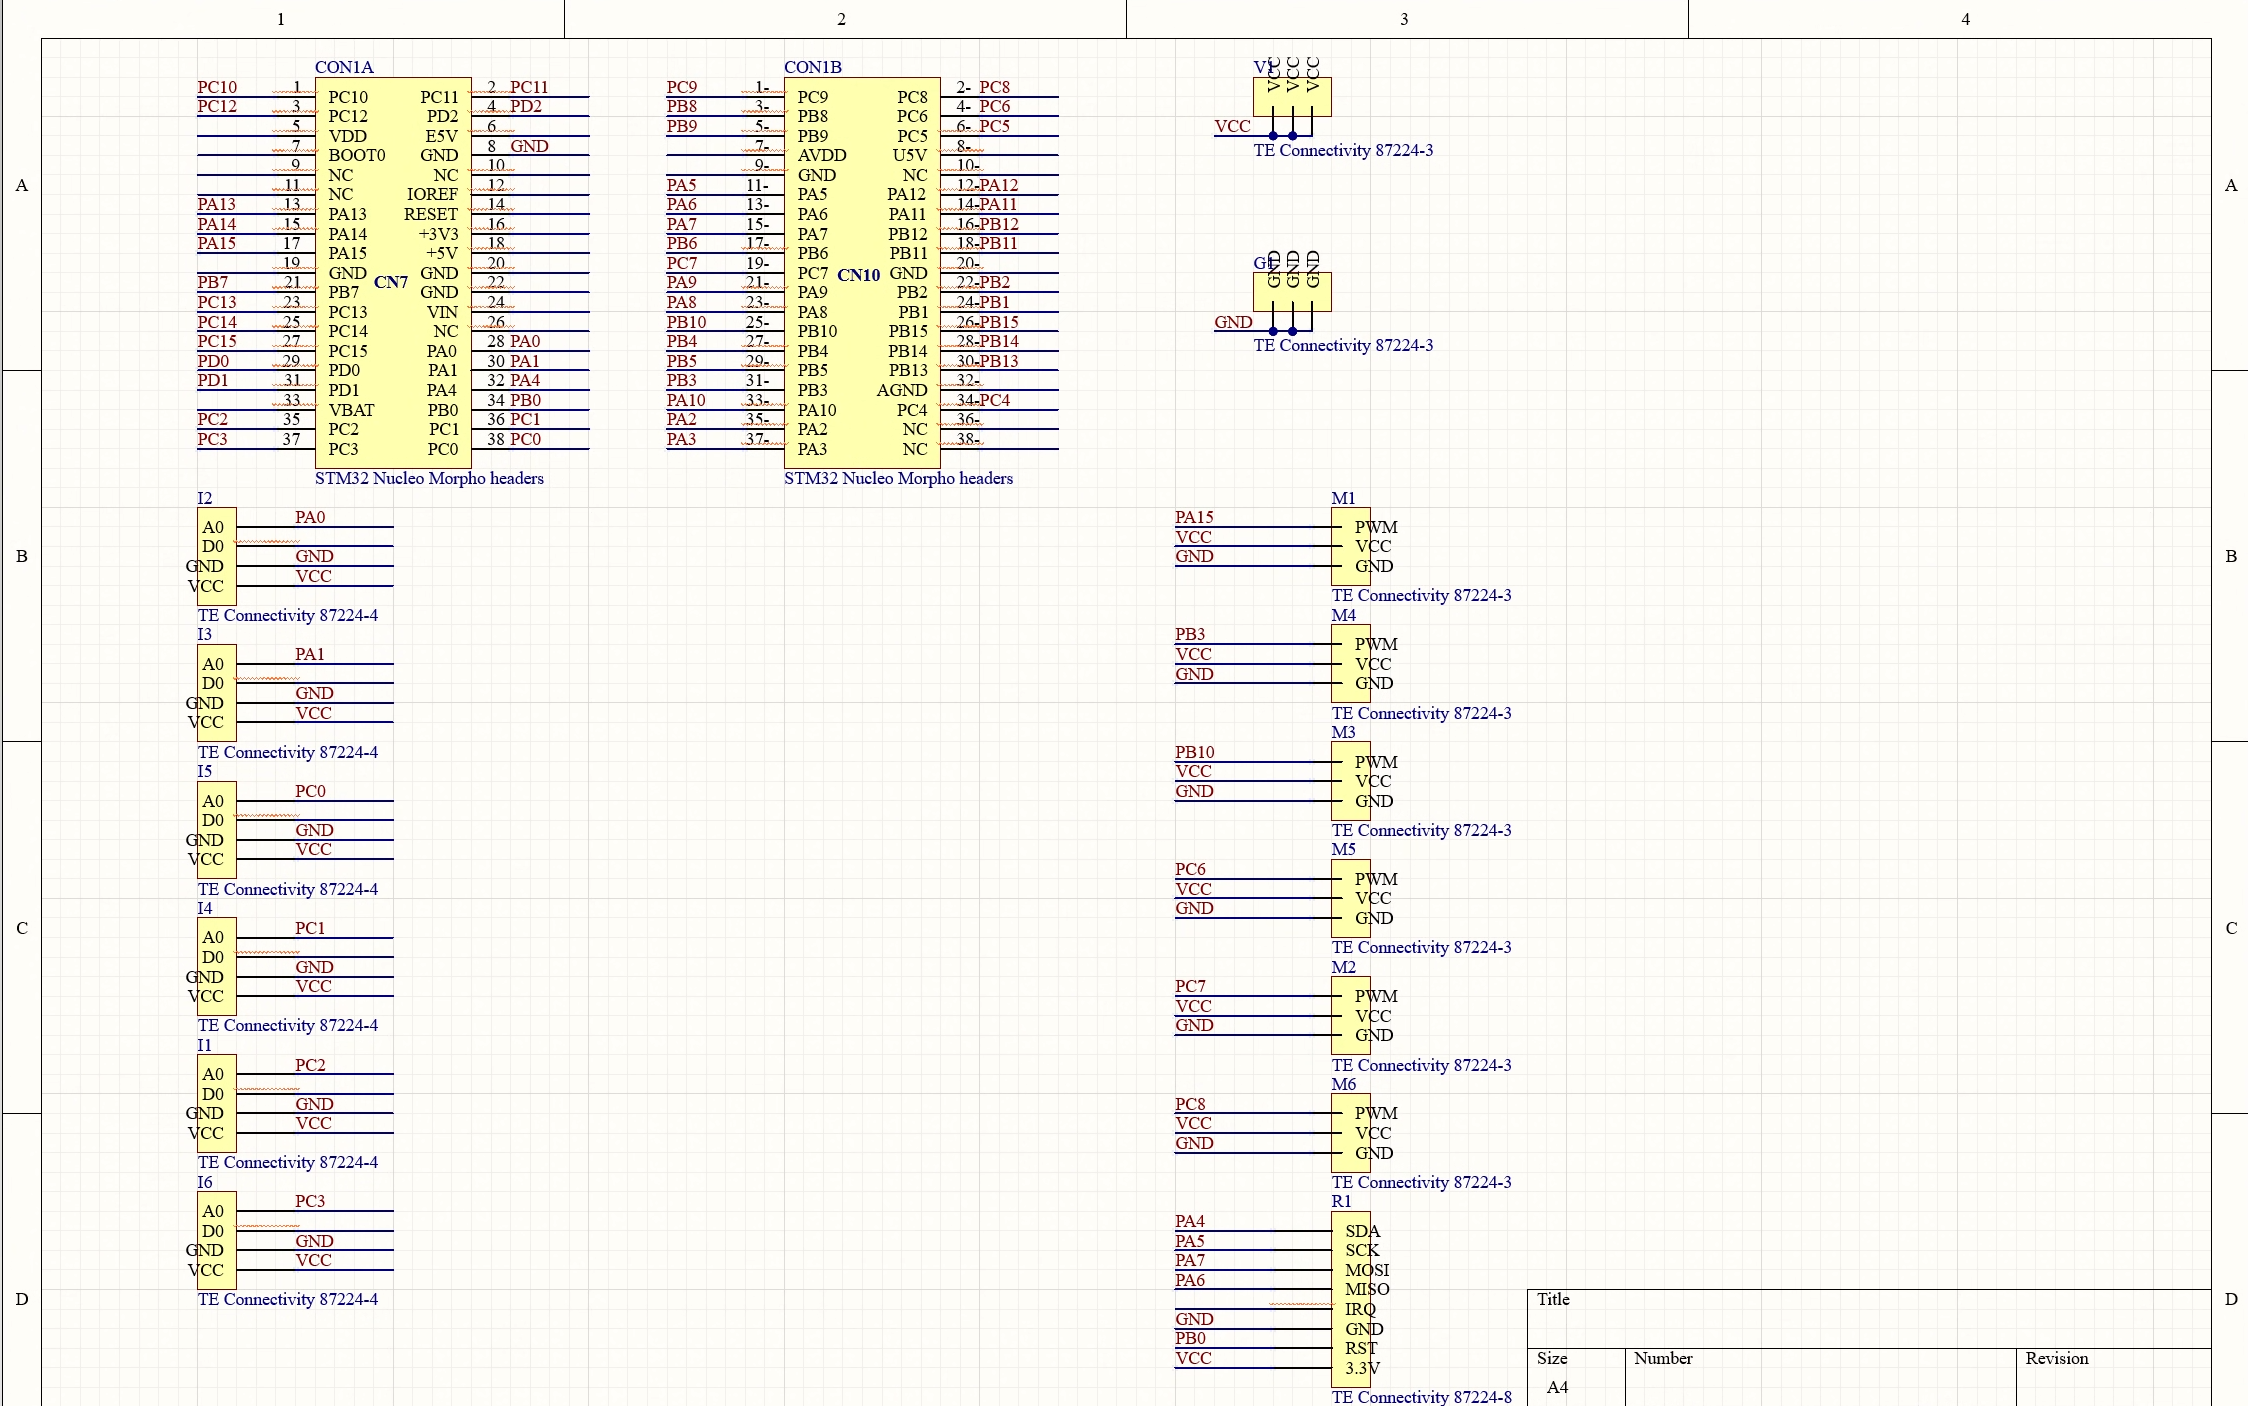 1 2 3 4
A A
B B
C C
D D
CON1A
PC10 1 PC10 PC11 2 PC11
PC12 3 PC12 PD2 4 PD2
5 VDD E5V 6
7 BOOT0 GND 8 GND
9 NC NC 10
11 NC IOREF 12
PA13 13 PA13 RESET 14
PA14 15 PA14 +3V3 16
PA15 17 PA15 +5V 18
19 GND GND 20
CN7
PB7 21 PB7 GND 22
PC13 23 PC13 VIN 24
PC14 25 PC14 NC 26
PC15 27 PC15 PA0 28 PA0
PD0 29 PD0 PA1 30 PA1
PD1 31 PD1 PA4 32 PA4
33 VBAT PB0 34 PB0
PC2 35 PC2 PC1 36 PC1
PC3 37 PC3 PC0 38 PC0
STM32 Nucleo Morpho headers
CON1B
PC9 1- PC9 PC8 2- PC8
PB8 3- PB8 PC6 4- PC6
PB9 5- PB9 PC5 6- PC5
7- AVDD U5V 8-
9- GND NC 10-
PA5 11- PA5 PA12 12- PA12
PA6 13- PA6 PA11 14- PA11
PA7 15- PA7 PB12 16- PB12
PB6 17- PB6 PB11 18- PB11
PC7 19- PC7 CN10 GND 20-
PA9 21- PA9 PB2 22- PB2
PA8 23- PA8 PB1 24- PB1
PB10 25- PB10 PB15 26- PB15
PB4 27- PB4 PB14 28- PB14
PB5 29- PB5 PB13 30- PB13
PB3 31- PB3 AGND 32-
PA10 33- PA10 PC4 34- PC4
PA2 35- PA2 NC 36-
PA3 37- PA3 NC 38-
STM32 Nucleo Morpho headers
V1
VCC VCC VCC
VCC
TE Connectivity 87224-3
GND GND GND
GND
TE Connectivity 87224-3
I2
A0 PA0
D0
GND GND
VCC VCC
TE Connectivity 87224-4
I3
A0 PA1
D0
GND GND
VCC VCC
TE Connectivity 87224-4
I5
A0 PC0
D0
GND GND
VCC VCC
TE Connectivity 87224-4
I4
A0 PC1
D0
GND GND
VCC VCC
TE Connectivity 87224-4
I1
A0 PC2
D0
GND GND
VCC VCC
TE Connectivity 87224-4
I6
A0 PC3
D0
GND GND
VCC VCC
TE Connectivity 87224-4
M1
PA15 PWM
VCC VCC
GND GND
TE Connectivity 87224-3
M4
PB3 PWM
VCC VCC
GND GND
TE Connectivity 87224-3
M3
PB10 PWM
VCC VCC
GND GND
TE Connectivity 87224-3
M5
PC6 PWM
VCC VCC
GND GND
TE Connectivity 87224-3
M2
PC7 PWM
VCC VCC
GND GND
TE Connectivity 87224-3
M6
PC8 PWM
VCC VCC
GND GND
TE Connectivity 87224-3
R1
PA4 SDA
PA5 SCK
PA7 MOSI
PA6 MISO
IRQ
GND GND
PB0 RST
VCC 3.3V
TE Connectivity 87224-8
Title
Size Number Revision
A4